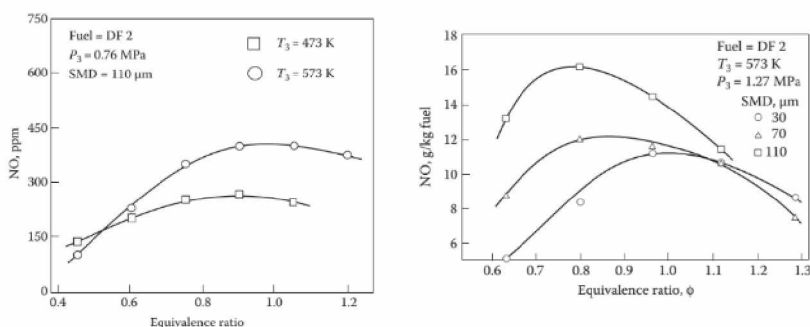 750
600
450
300
150
0
NO, ppm
Fuel = DF 2
P3 = 0.76 MPa
SMD = 110 μm
T3 = 473 K
T3 = 573 K
0.4 0.6 0.8 1.0 1.2
Equivalence ratio
18
16
14
12
10
8
6
NO, g/kg fuel
Fuel = DF 2
T3 = 573 K
P3 = 1.27 MPa
SMD, μm
30
70
110
0.6 0.7 0.8 0.9 1.0 1.1 1.2 1.3
Equivalence ratio, ϕ